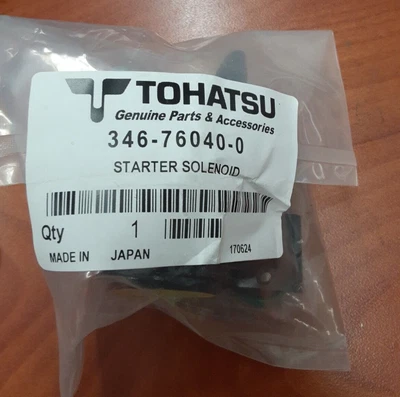 TOHATSU
Genuine Parts & Accessories
346-76040-0
STARTER SOLENOID
Qty 1
MADE IN JAPAN 170624